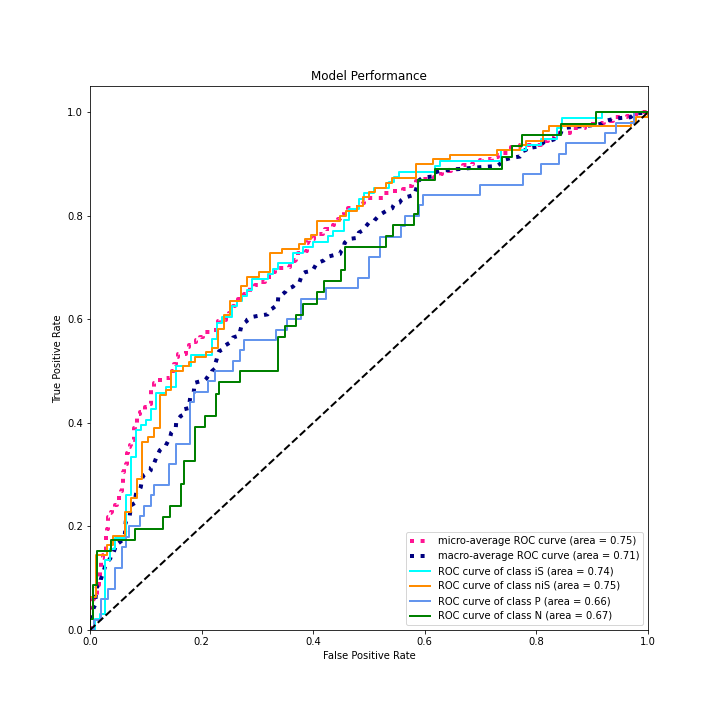 Model Performance
True Positive Rate
1.0
0.8
0.6
0.4
0.2
0.0
micro-average ROC curve (area = 0.75)
macro-average ROC curve (area = 0.71)
ROC curve of class iS (area = 0.74)
ROC curve of class niS (area = 0.75)
ROC curve of class P (area = 0.66)
ROC curve of class N (area = 0.67)
0.0 0.2 0.4 0.6 0.8 1.0
False Positive Rate